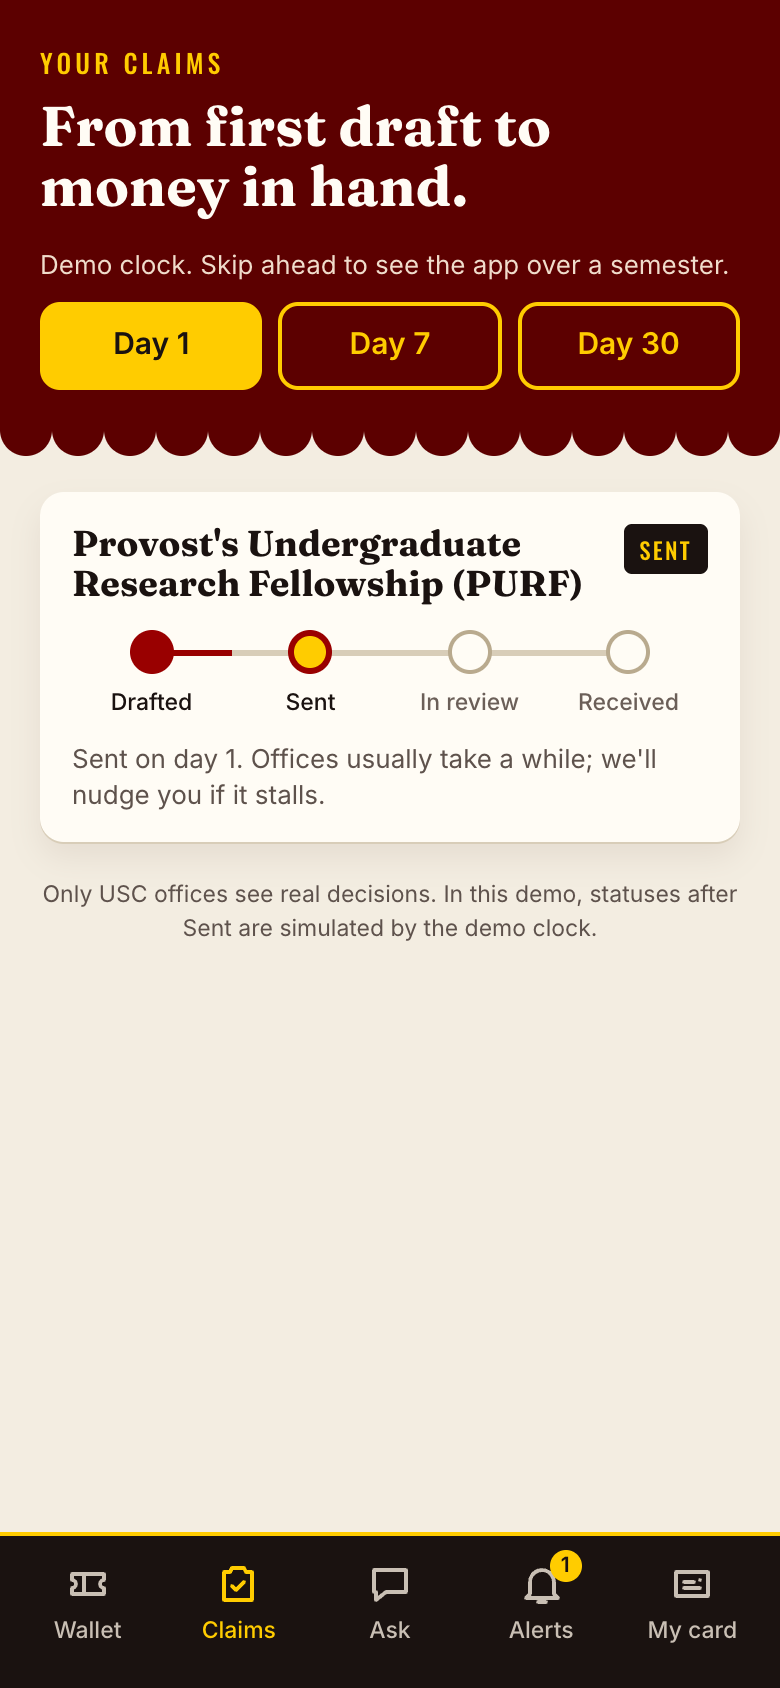 YOUR CLAIMS
From first draft to
money in hand.
Demo clock. Skip ahead to see the app over a semester.
Day 1
Day 7
Day 30
Provost's Undergraduate
Research Fellowship (PURF)
SENT
Drafted
Sent
In review
Received
Sent on day 1. Offices usually take a while; we'll
nudge you if it stalls.
Only USC offices see real decisions. In this demo, statuses after
Sent are simulated by the demo clock.
1
Wallet
Claims
Ask
Alerts
My card